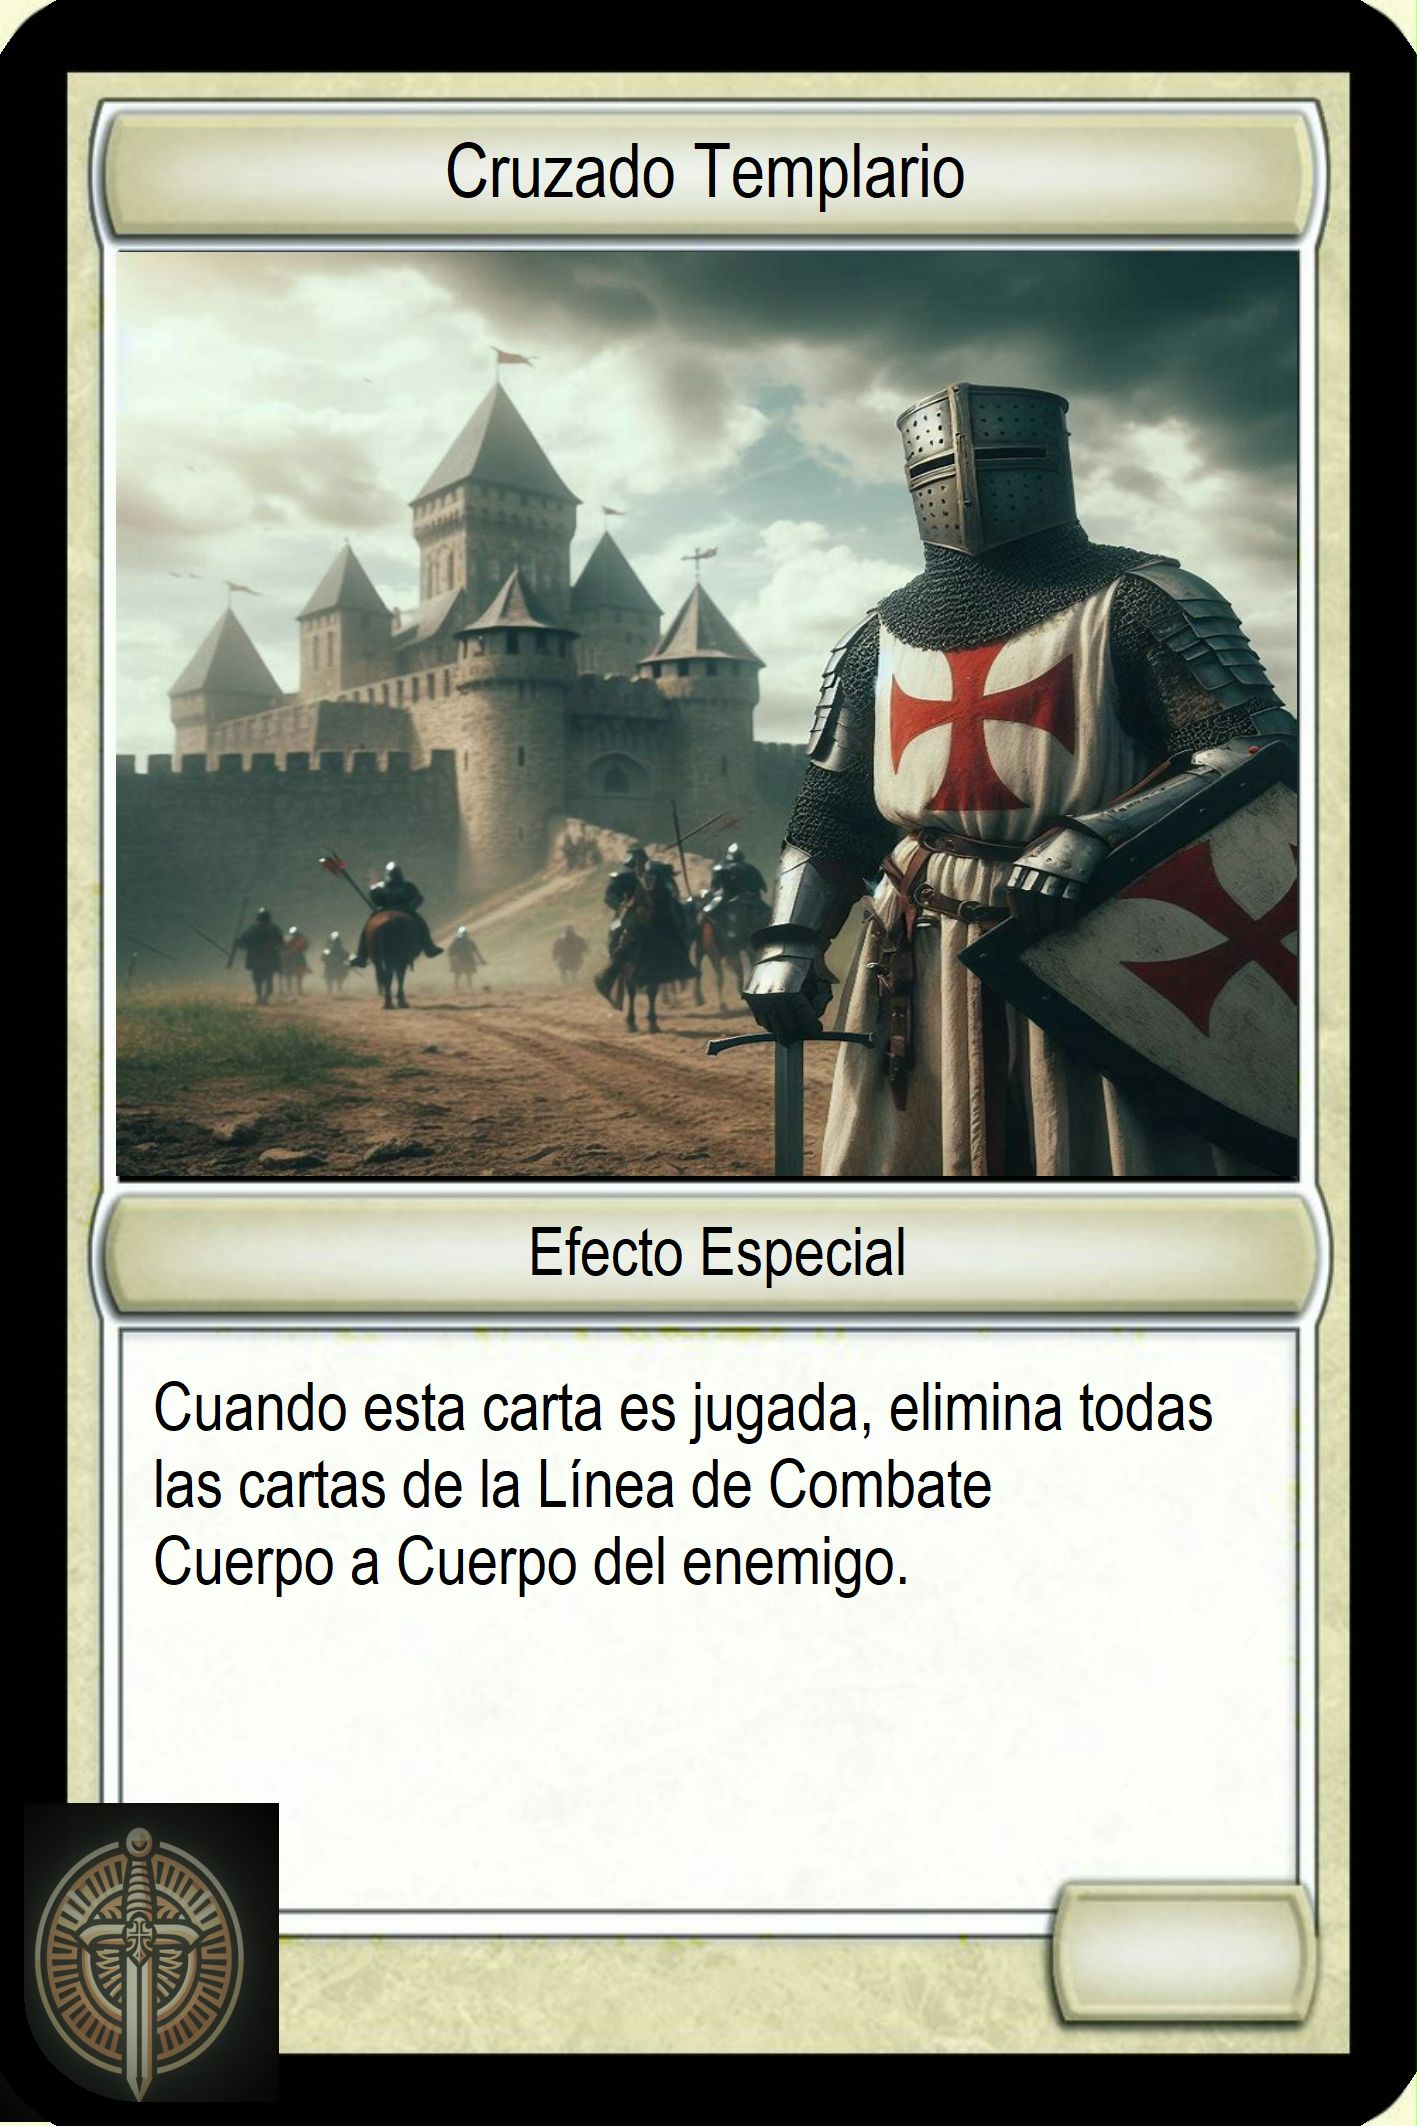 Cruzado Templario
Efecto Especial
Cuando esta carta es jugada, elimina todas
las cartas de la Línea de Combate
Cuerpo a Cuerpo del enemigo.